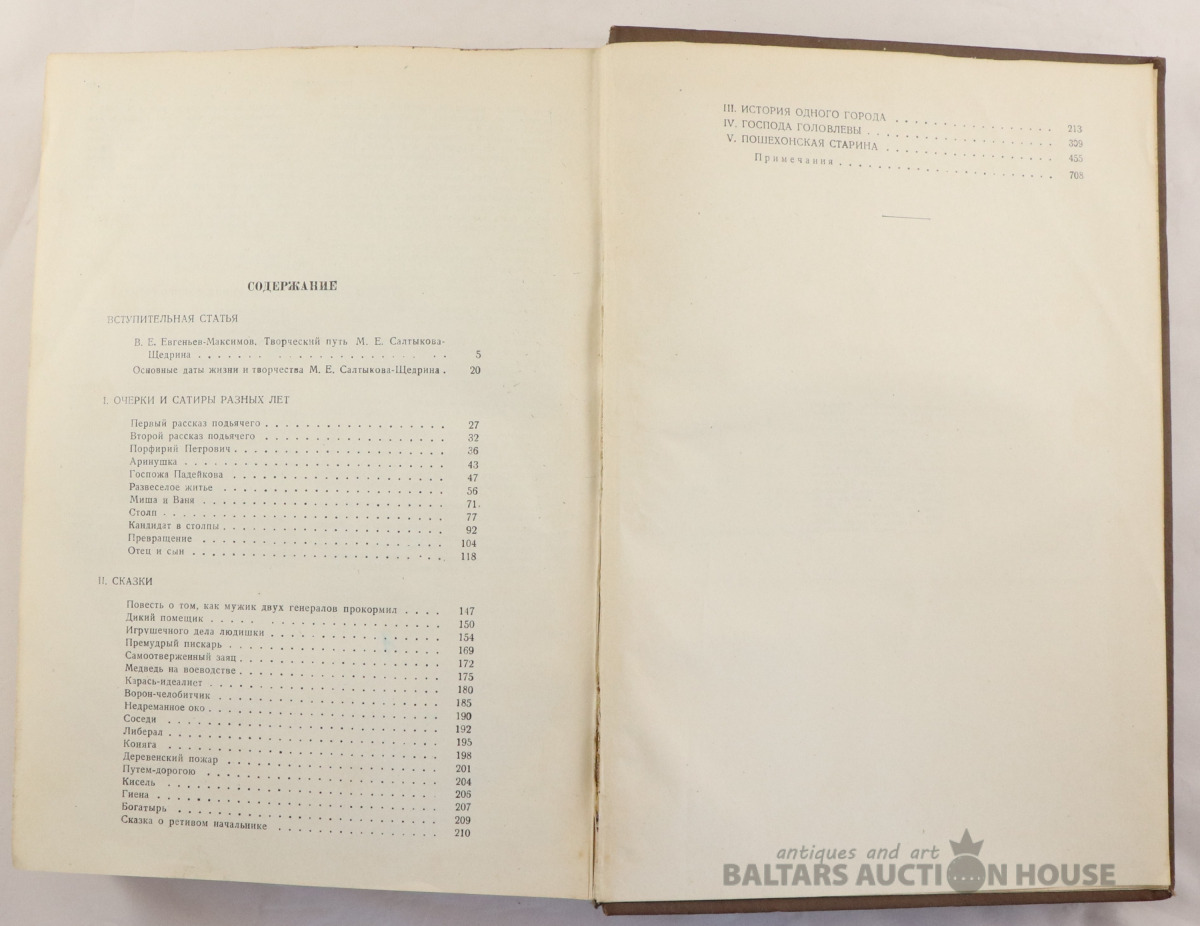 СОДЕРЖАНИЕ
ВСТУПИТЕЛЬНАЯ СТАТЬЯ
В. Е. Евгеньев-Максимов. Творческий путь М. Е. Салтыкова-
Щедрина . . . . . . . . . . . . . . . . . . . . 5
Основные даты жизни и творчества М. Е. Салтыкова-Щедрина . 20
I. ОЧЕРКИ И САТИРЫ РАЗНЫХ ЛЕТ
Первый рассказ подьячего . . . . . . . . . . . . . . . . 27
Второй рассказ подьячего . . . . . . . . . . . . . . . . 32
Порфирий Петрович . . . . . . . . . . . . . . . . . . 36
Аринушка . . . . . . . . . . . . . . . . . . . . . . 43
Госпожа Падейкова . . . . . . . . . . . . . . . . . . 47
Развеселое житье . . . . . . . . . . . . . . . . . . . 56
Миша и Ваня . . . . . . . . . . . . . . . . . . . . 71
Столп . . . . . . . . . . . . . . . . . . . . . . . . 77
Кандидат в столпы . . . . . . . . . . . . . . . . . . . 92
Превращение . . . . . . . . . . . . . . . . . . . . 104
Отец и сын . . . . . . . . . . . . . . . . . . . . . 118
II. СКАЗКИ
Повесть о том, как мужик двух генералов прокормил . . . . 147
Дикий помещик . . . . . . . . . . . . . . . . . . . 150
Игрушечного дела людишки . . . . . . . . . . . . . . 154
Премудрый пискарь . . . . . . . . . . . . . . . . . . 169
Самоотверженный заяц . . . . . . . . . . . . . . . . . 172
Медведь на воеводстве . . . . . . . . . . . . . . . . . 175
Карась-идеалист . . . . . . . . . . . . . . . . . . . 180
Ворон-челобитчик . . . . . . . . . . . . . . . . . . . 185
Недреманное око . . . . . . . . . . . . . . . . . . . 190
Соседи . . . . . . . . . . . . . . . . . . . . . . . 192
Либерал . . . . . . . . . . . . . . . . . . . . . . 195
Коняга . . . . . . . . . . . . . . . . . . . . . . . 198
Деревенский пожар . . . . . . . . . . . . . . . . . . 201
Путем-дорогою . . . . . . . . . . . . . . . . . . . 204
Кисель . . . . . . . . . . . . . . . . . . . . . . . 206
Гиена . . . . . . . . . . . . . . . . . . . . . . . 207
Богатырь . . . . . . . . . . . . . . . . . . . . . . 209
Сказка о ретивом начальнике . . . . . . . . . . . . . . 210
III. ИСТОРИЯ ОДНОГО ГОРОДА . . . . . . . . . . . . . . 213
IV. ГОСПОДА ГОЛОВЛЕВЫ . . . . . . . . . . . . . . . . 309
V. ПОШЕХОНСКАЯ СТАРИНА . . . . . . . . . . . . . . . 455
Примечания . . . . . . . . . . . . . . . . . . 708
antiques and art
BALTARS AUCTION HOUSE